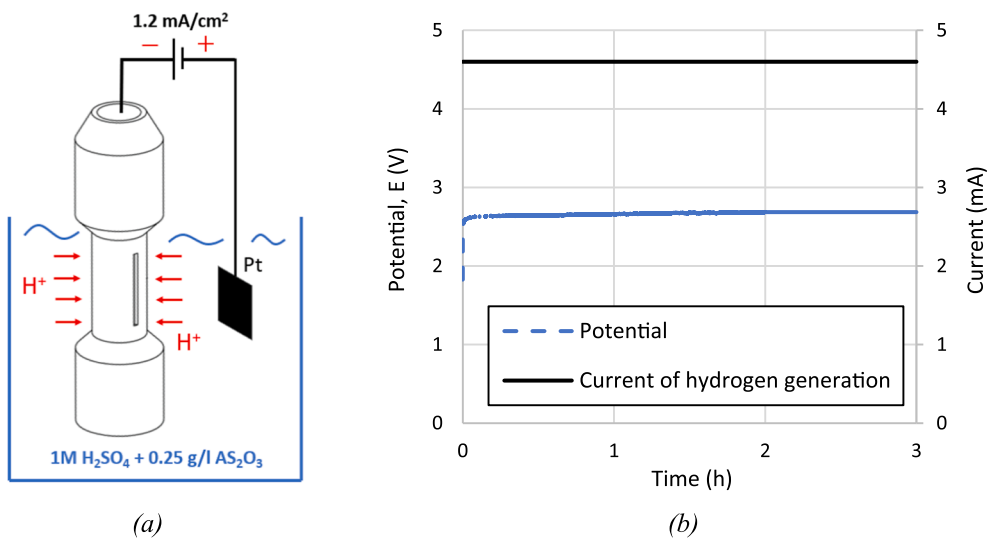 1.2 mA/cm²
− +
Pt
H⁺
H⁺
1M H₂SO₄ + 0.25 g/l AS₂O₃
(a)
5
4
3
2
1
0
Potential, E (V)
5
4
3
2
1
0
Current (mA)
Potential
Current of hydrogen generation
0 1 2 3
Time (h)
(b)